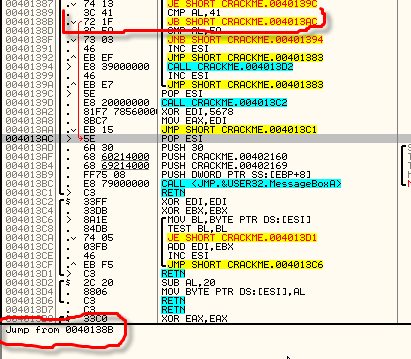 00401387 . 74 13 JE SHORT CRACKME.0040139C
00401389 . 3C 41 CMP AL,41
0040138B . 72 1F JB SHORT CRACKME.004013AC
0040138D . 3C 5A CMP AL,5A
0040138F . 73 03 JNB SHORT CRACKME.00401394
00401391 . 46 INC ESI
00401392 .^ EB EF JMP SHORT CRACKME.00401383
00401394 > E8 39000000 CALL CRACKME.004013D2
00401399 . 46 INC ESI
0040139A .^ EB E7 JMP SHORT CRACKME.00401383
0040139C > 5E POP ESI
0040139D . E8 20000000 CALL CRACKME.004013C2
004013A2 . 81F7 78560000 XOR EDI,5678
004013A8 . 8BC7 MOV EAX,EDI
004013AA . EB 15 JMP SHORT CRACKME.004013C1
004013AC > 5E POP ESI
004013AD . 6A 30 PUSH 30
004013AF . 68 60214000 PUSH CRACKME.00402160
004013B4 . 68 69214000 PUSH CRACKME.00402169
004013B9 . FF75 08 PUSH DWORD PTR SS:[EBP+8]
004013BC . E8 79000000 CALL <JMP.&USER32.MessageBoxA>
004013C1 > C3 RETN
004013C2 $ 33FF XOR EDI,EDI
004013C4 . 33DB XOR EBX,EBX
004013C6 > 8A1E MOV BL,BYTE PTR DS:[ESI]
004013C8 . 84DB TEST BL,BL
004013CA . 74 05 JE SHORT CRACKME.004013D1
004013CC . 03FB ADD EDI,EBX
004013CE . 46 INC ESI
004013CF .^ EB F5 JMP SHORT CRACKME.004013C6
004013D1 > C3 RETN
004013D2 $ 2C 20 SUB AL,20
004013D4 . 8806 MOV BYTE PTR DS:[ESI],AL
004013D6 . C3 RETN
004013D7 . C3 RETN
004013D8 $ 33C0 XOR EAX,EAX
Jump from 0040138B